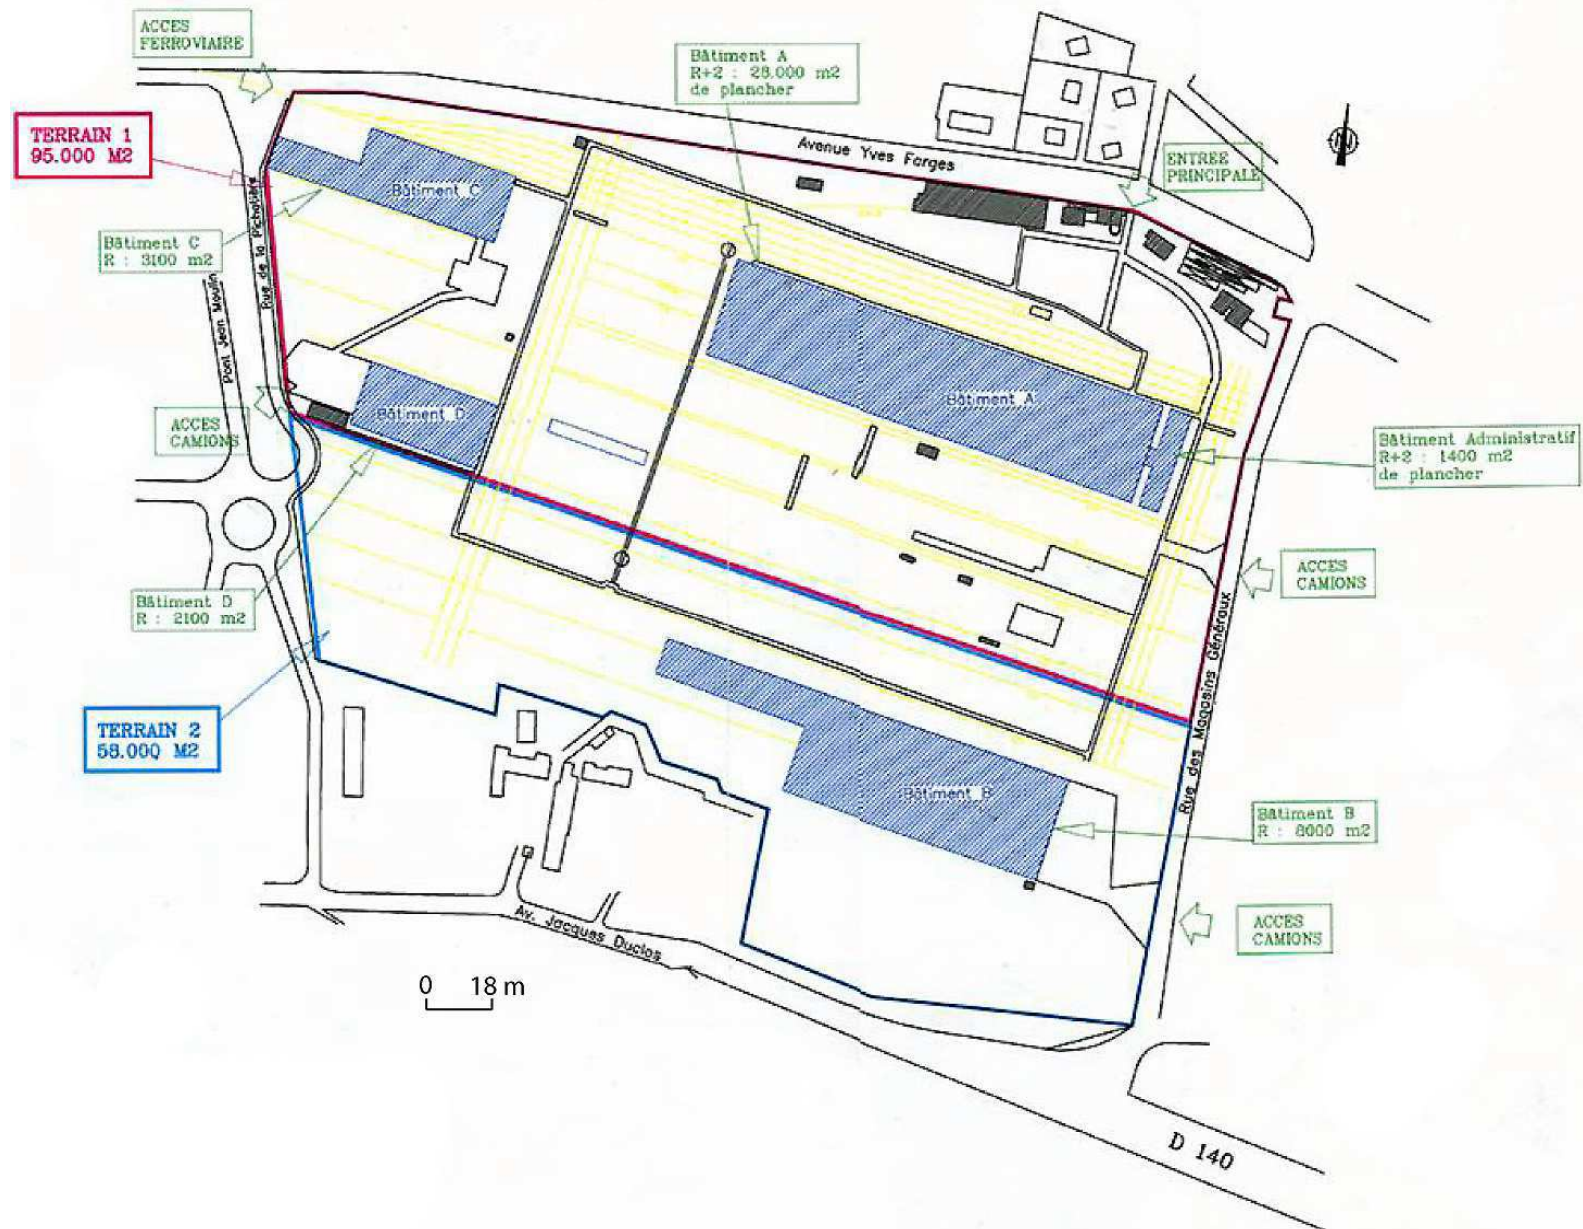 ACCES
FERROVIAIRE
Bâtiment A
R+2 : 28.000 m2
de plancher
TERRAIN 1
95.000 M2
Avenue Yves Farges
ENTREE
PRINCIPALE
Bâtiment C
Bâtiment C
R : 3100 m2
Rue de la Pichotière
Pont Jean Moulin
Bâtiment A
Bâtiment D
ACCES
CAMIONS
Bâtiment Administratif
R+2 : 1400 m2
de plancher
ACCES
CAMIONS
Bâtiment D
R : 2100 m2
Rue des Magasins Généraux
TERRAIN 2
58.000 M2
Bâtiment B
Bâtiment B
R : 8000 m2
Av. Jacques Duclos
ACCES
CAMIONS
0 18 m
D 140